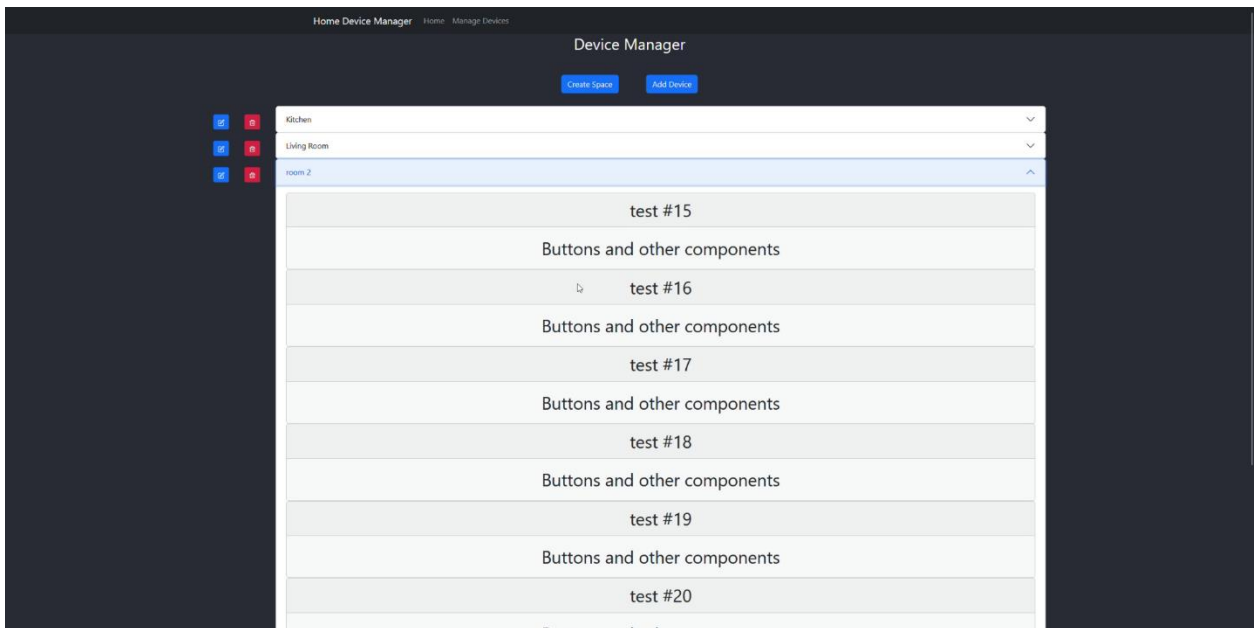 Home Device Manager Home Manage Devices
Device Manager
Create Space Add Device
Kitchen
Living Room
room 2
test #15
Buttons and other components
test #16
Buttons and other components
test #17
Buttons and other components
test #18
Buttons and other components
test #19
Buttons and other components
test #20